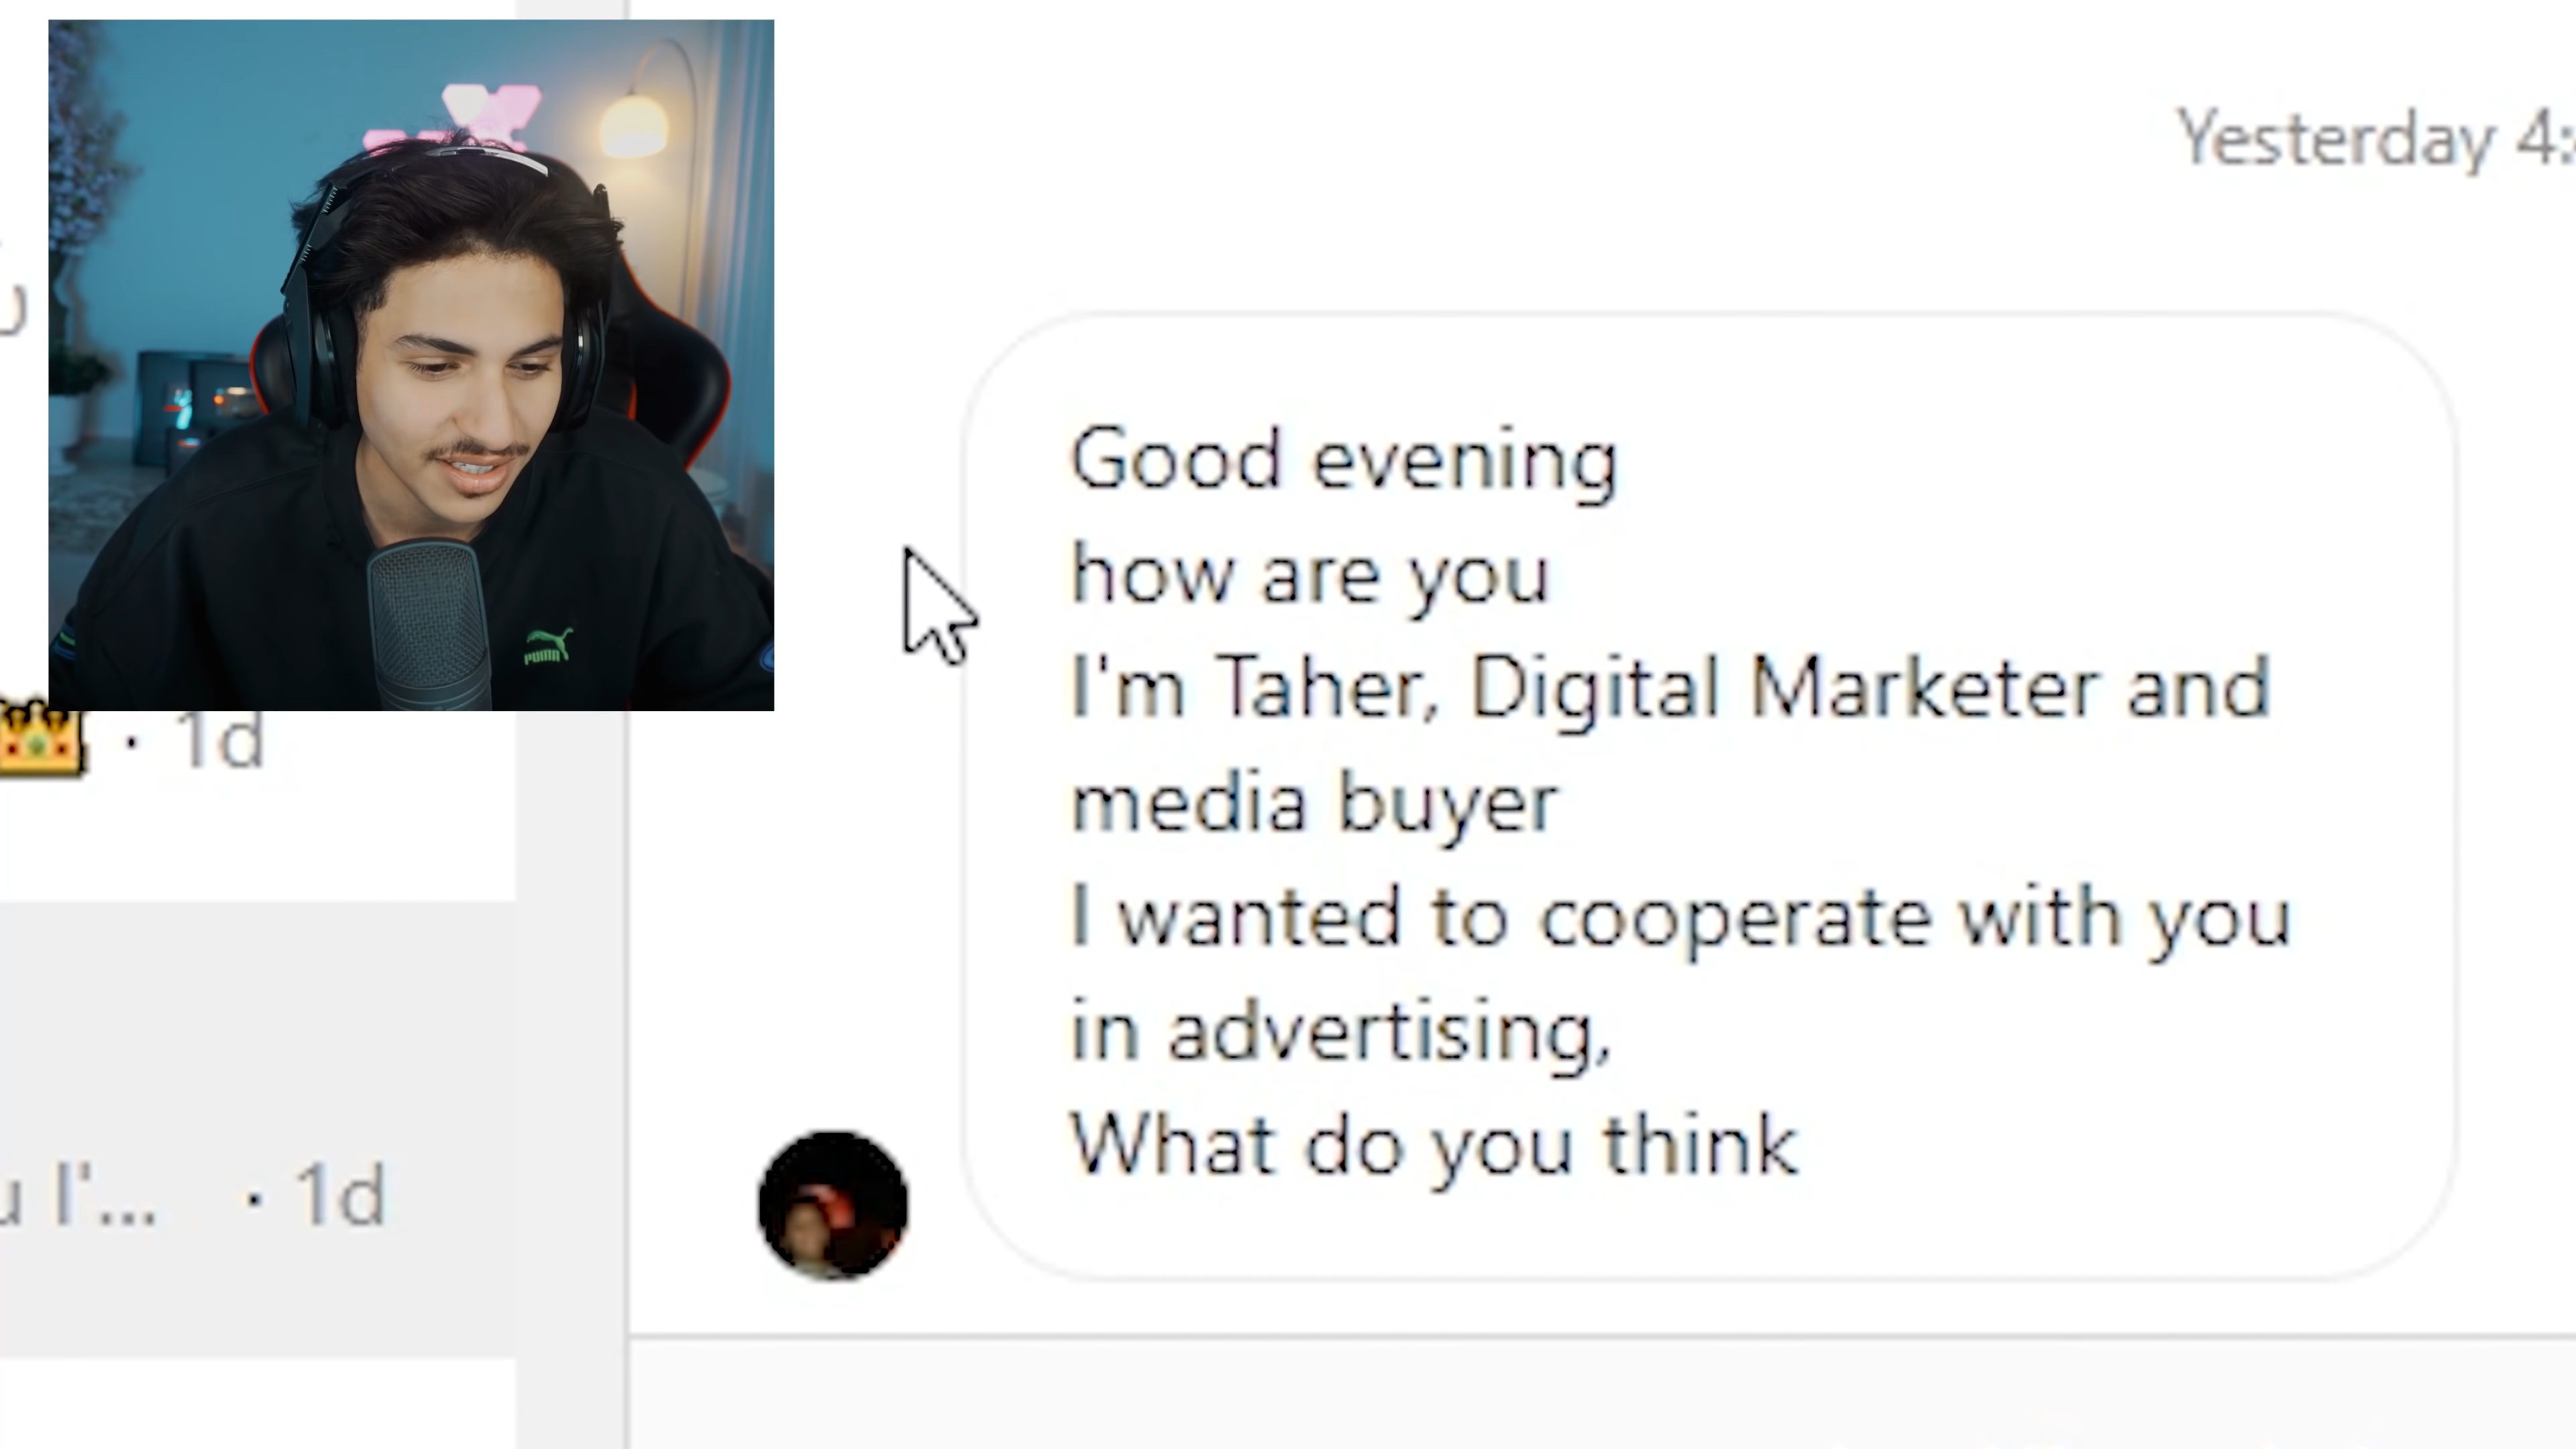 Yesterday 4:
PUMA
Good evening
how are you
I'm Taher, Digital Marketer and
media buyer
I wanted to cooperate with you
in advertising,
What do you think
· 1d
u I'... · 1d